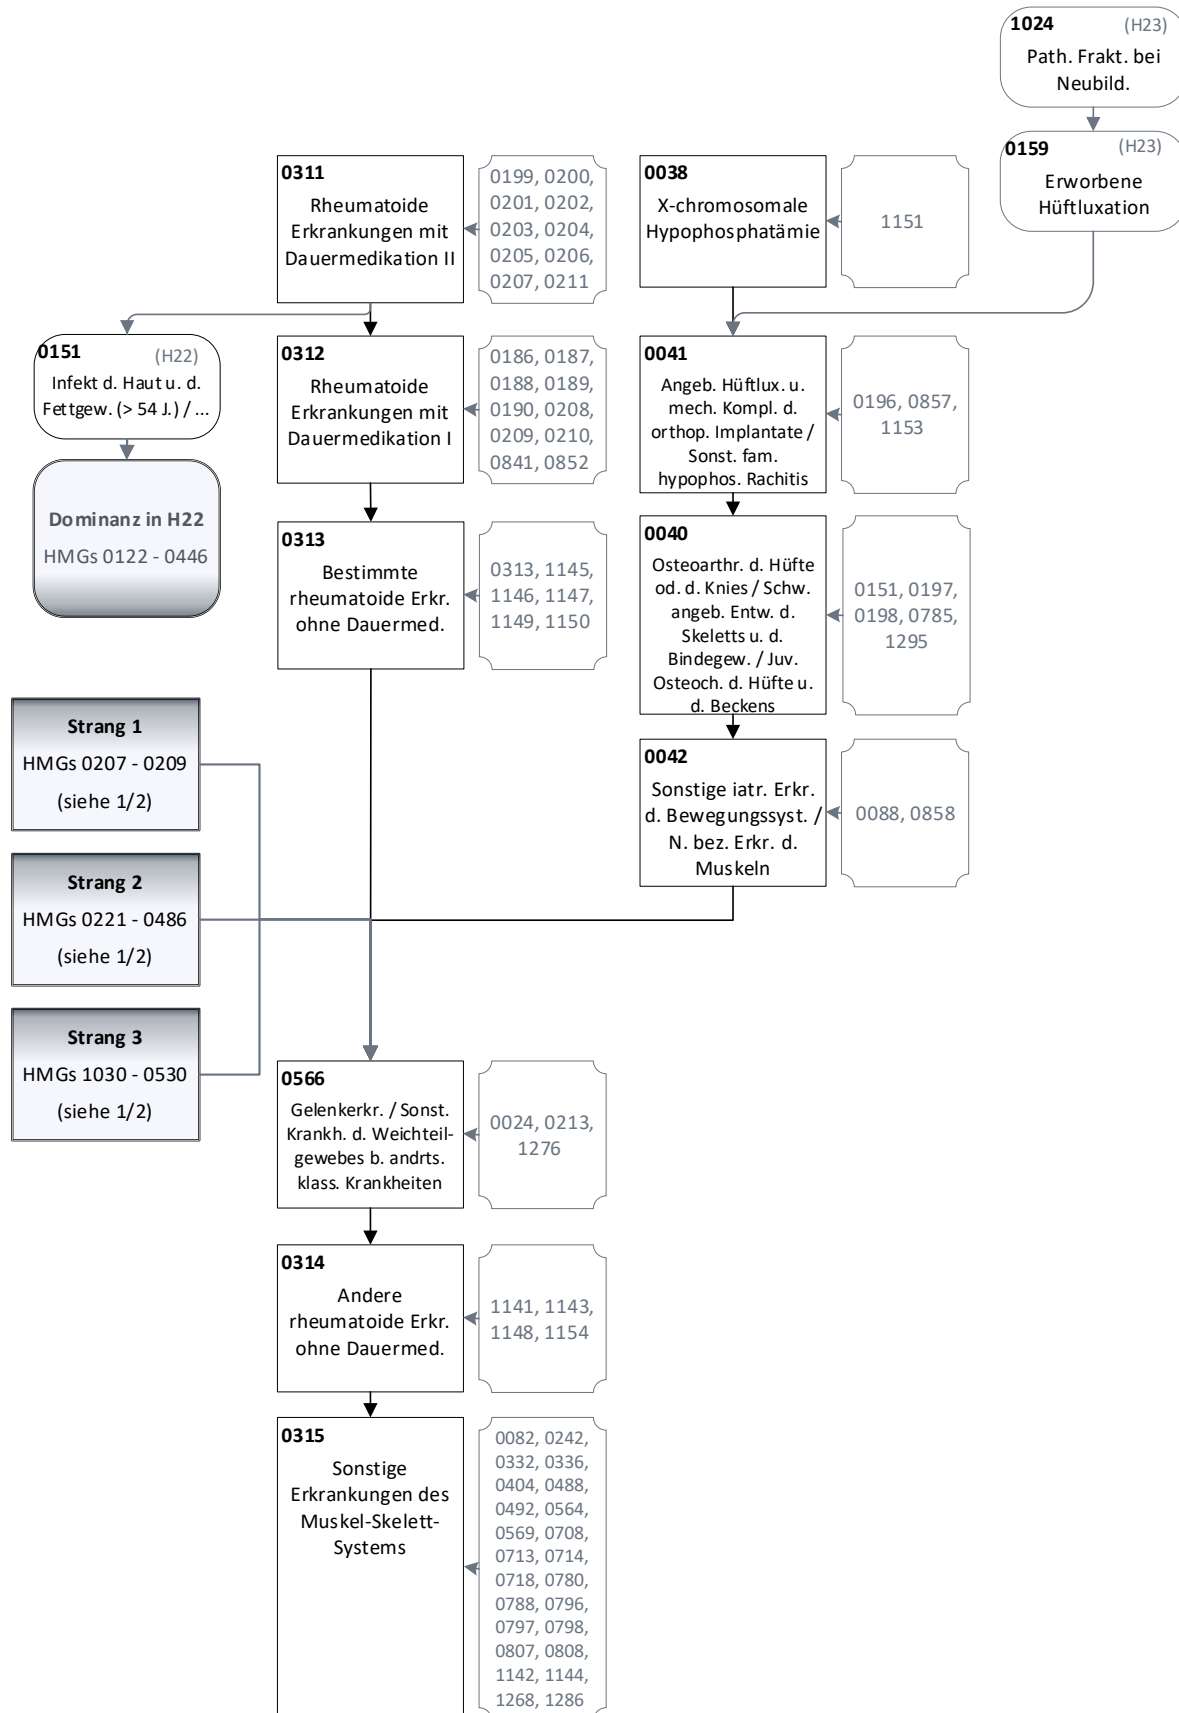 1024 (H23)
Path. Frakt. bei
Neubild.
0159 (H23)
Erworbene
Hüftluxation
0311
Rheumatoide
Erkrankungen mit
Dauermedikation II
0199, 0200,
0201, 0202,
0203, 0204,
0205, 0206,
0207, 0211
0038
X-chromosomale
Hypophosphatämie
1151
0151 (H22)
Infekt d. Haut u. d.
Fettgew. (> 54 J.) / ...
Dominanz in H22
HMGs 0122 - 0446
0312
Rheumatoide
Erkrankungen mit
Dauermedikation I
0186, 0187,
0188, 0189,
0190, 0208,
0209, 0210,
0841, 0852
0041
Angeb. Hüftlux. u.
mech. Kompl. d.
orthop. Implantate /
Sonst. fam.
hypophos. Rachitis
0196, 0857,
1153
0313
Bestimmte
rheumatoide Erkr.
ohne Dauermed.
0313, 1145,
1146, 1147,
1149, 1150
0040
Osteoarthr. d. Hüfte
od. d. Knies / Schw.
angeb. Entw. d.
Skeletts u. d.
Bindegew. / Juv.
Osteoch. d. Hüfte u.
d. Beckens
0151, 0197,
0198, 0785,
1295
Strang 1
HMGs 0207 - 0209
(siehe 1/2)
0042
Sonstige iatr. Erkr.
d. Bewegungssyst. /
N. bez. Erkr. d.
Muskeln
0088, 0858
Strang 2
HMGs 0221 - 0486
(siehe 1/2)
Strang 3
HMGs 1030 - 0530
(siehe 1/2)
0566
Gelenkerkr. / Sonst.
Krankh. d. Weichteil-
gewebes b. andrts.
klass. Krankheiten
0024, 0213,
1276
0314
Andere
rheumatoide Erkr.
ohne Dauermed.
1141, 1143,
1148, 1154
0315
Sonstige
Erkrankungen des
Muskel-Skelett-
Systems
0082, 0242,
0332, 0336,
0404, 0488,
0492, 0564,
0569, 0708,
0713, 0714,
0718, 0780,
0788, 0796,
0797, 0798,
0807, 0808,
1142, 1144,
1268, 1286